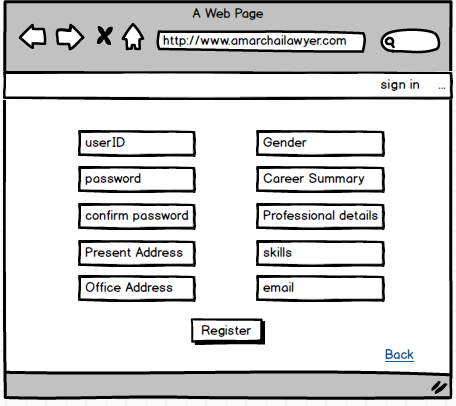 A Web Page
http://www.amarchailawyer.com
sign in ...
userID
Gender
password
Career Summary
confirm password
Professional details
Present Address
skills
Office Address
email
Register
Back